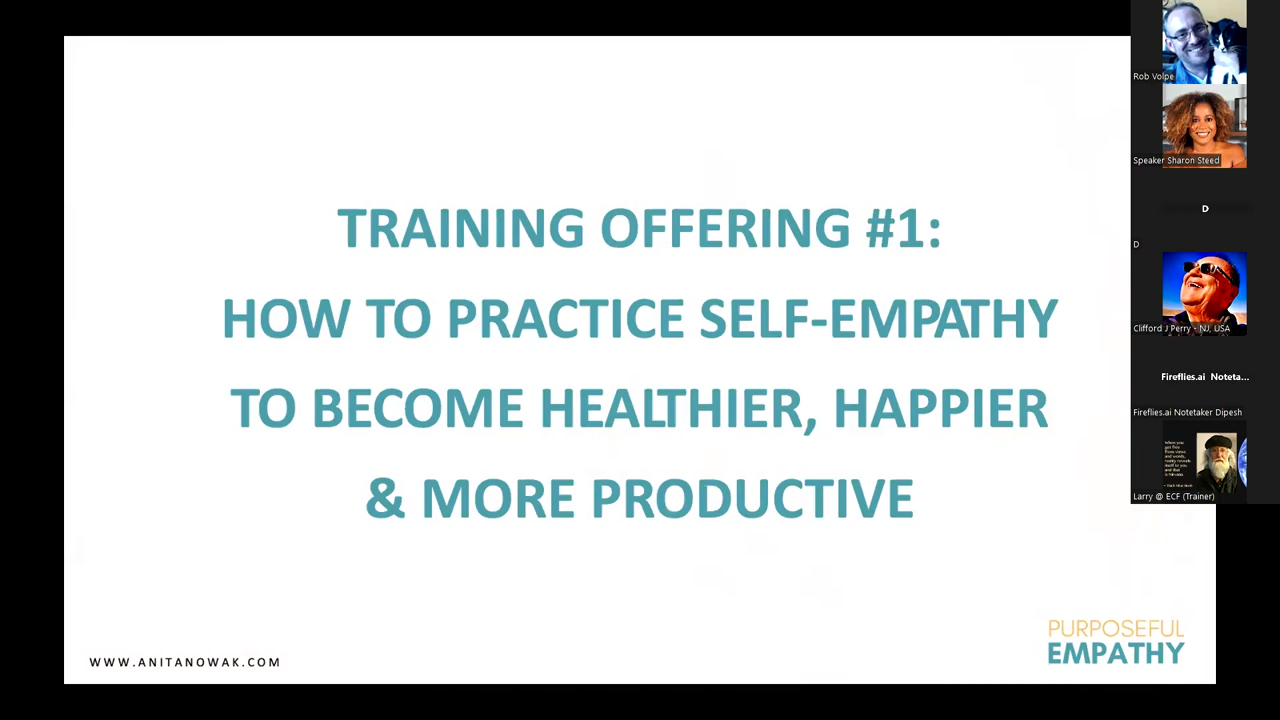 TRAINING OFFERING #1:
HOW TO PRACTICE SELF-EMPATHY
TO BECOME HEALTHIER, HAPPIER
& MORE PRODUCTIVE
WWW.ANITANOWAK.COM
PURPOSEFUL
EMPATHY
Rob Volpe
Speaker Sharon Steed
D
D
Clifford J Perry - NJ, USA
Fireflies.ai Noteta...
Fireflies.ai Notetaker Dipesh
Larry @ ECF (Trainer)